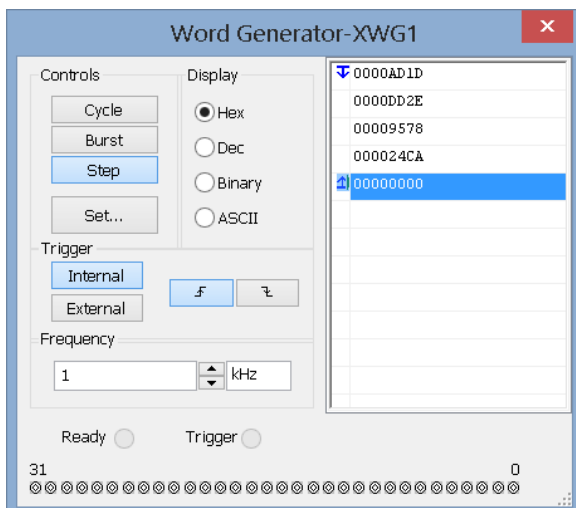 Word Generator-XWG1
x
Controls
Cycle
Burst
Step
Set...
Display
Hex
Dec
Binary
ASCII
Trigger
Internal
External
Frequency
1
kHz
Ready
Trigger
31
0
0000AD1D
0000DD2E
00009578
000024CA
00000000